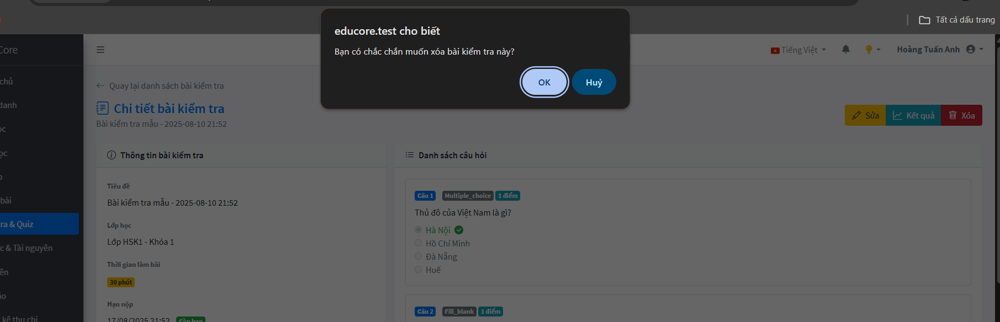 Tất cả dấu trang
educore.test cho biết
Bạn có chắc chắn muốn xóa bài kiểm tra này?
OK
Huỷ
Core
Tiếng Việt
Hoàng Tuấn Anh
chủ
danh
Quay lại danh sách bài kiểm tra
Chi tiết bài kiểm tra
Bài kiểm tra mẫu - 2025-08-10 21:52
Sửa
Kết quả
Xóa
bài
ra & Quiz
c & Tài nguyên
ên
kê thu chi
Thông tin bài kiểm tra
Tiêu đề
Bài kiểm tra mẫu - 2025-08-10 21:52
Lớp học
Lớp HSK1 - Khóa 1
Thời gian làm bài
30 phút
Hạn nộp
17/08/2025 21:52
Còn hạn
Danh sách câu hỏi
Câu 1 Multiple_choice 1 điểm
Thủ đô của Việt Nam là gì?
Hà Nội
Hồ Chí Minh
Đà Nẵng
Huế
Câu 2 Fill_blank 1 điểm